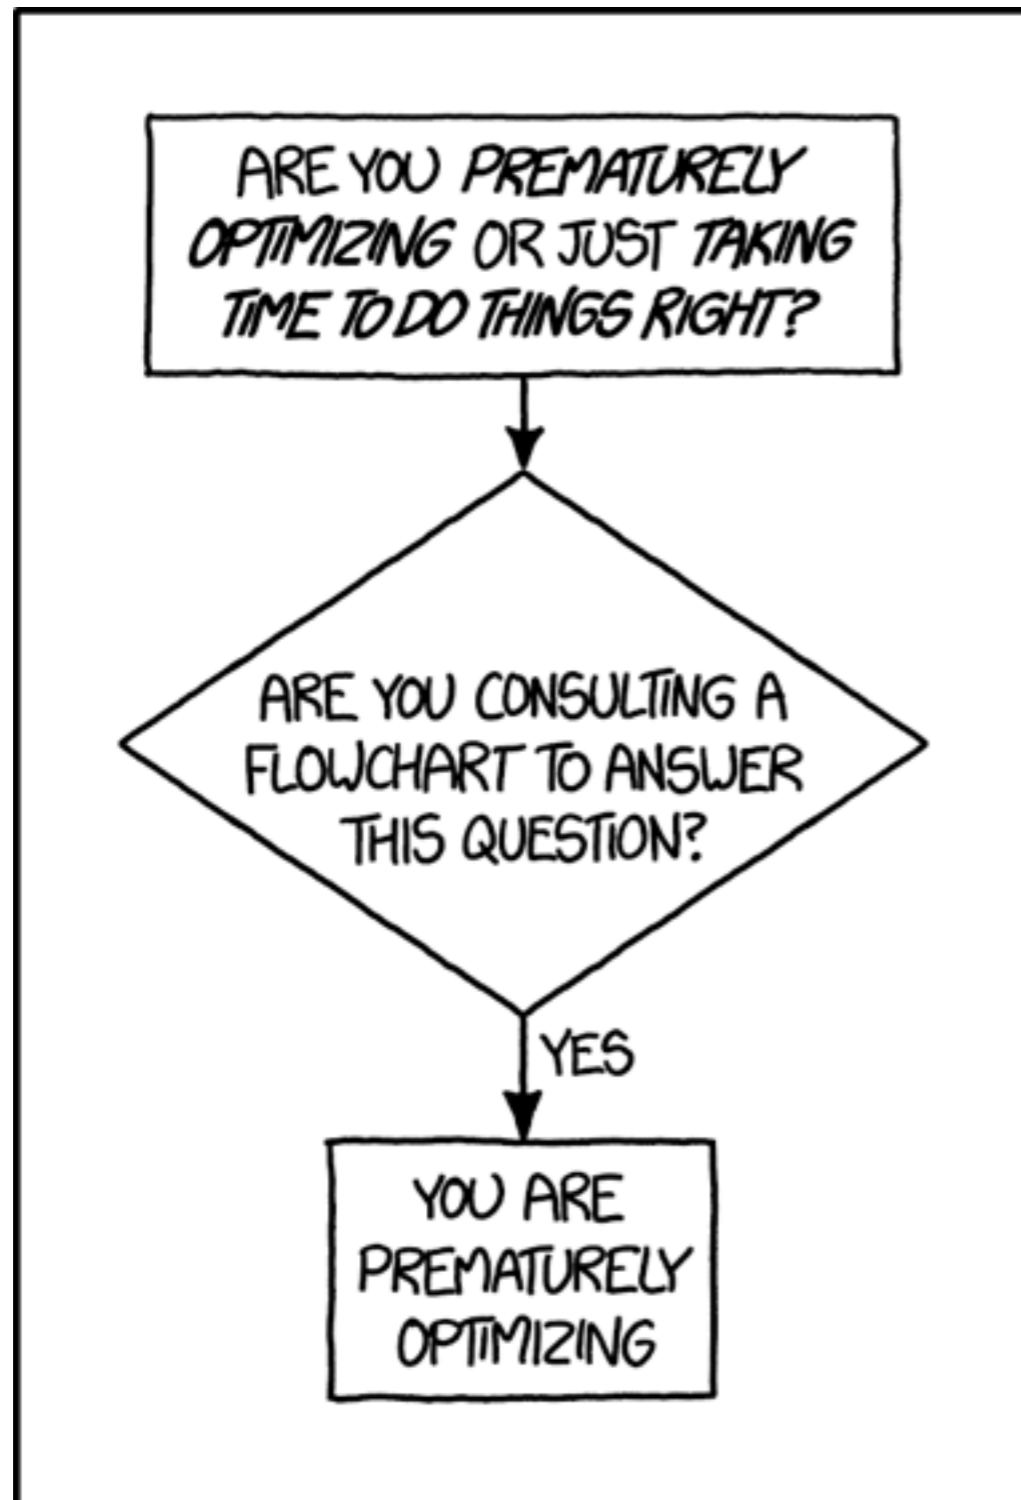 ARE YOU PREMATURELY
OPTIMIZING OR JUST TAKING
TIME TO DO THINGS RIGHT?
ARE YOU CONSULTING A
FLOWCHART TO ANSWER
THIS QUESTION?
YES
YOU ARE
PREMATURELY
OPTIMIZING